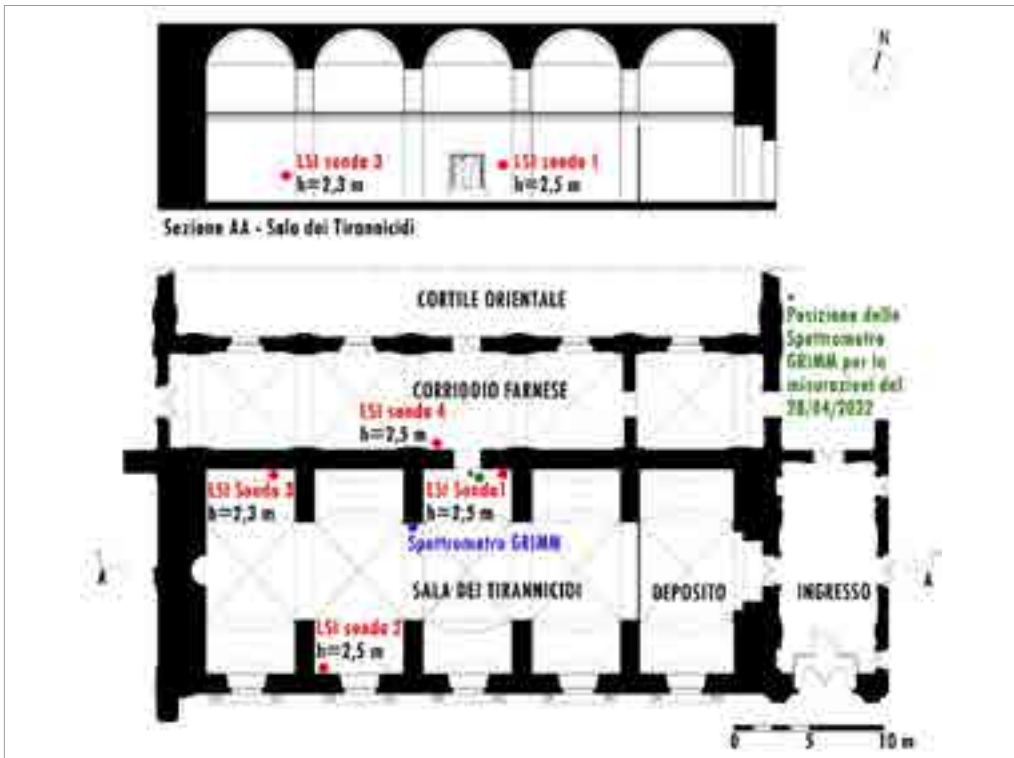 N
LSI sonda 3
h=2,3 m
LSI sonda 1
h=2,5 m
Sezione AA - Sala dei Tirannicidi
CORTILE ORIENTALE
Posizione dello
Spettrometro
GRIMM per la
misurazioni del
28/04/2022
CORRIDOIO FARNESE
LSI sonda 4
h=2,5 m
LSI Sonda 3
h=2,3 m
LSI Sonda1
h=2,5 m
Spettrometro GRIMM
A
A
SALA DEI TIRANNICIDI
DEPOSITO
INGRESSO
LSI sonda 2
h=2,5 m
0
5
10 m